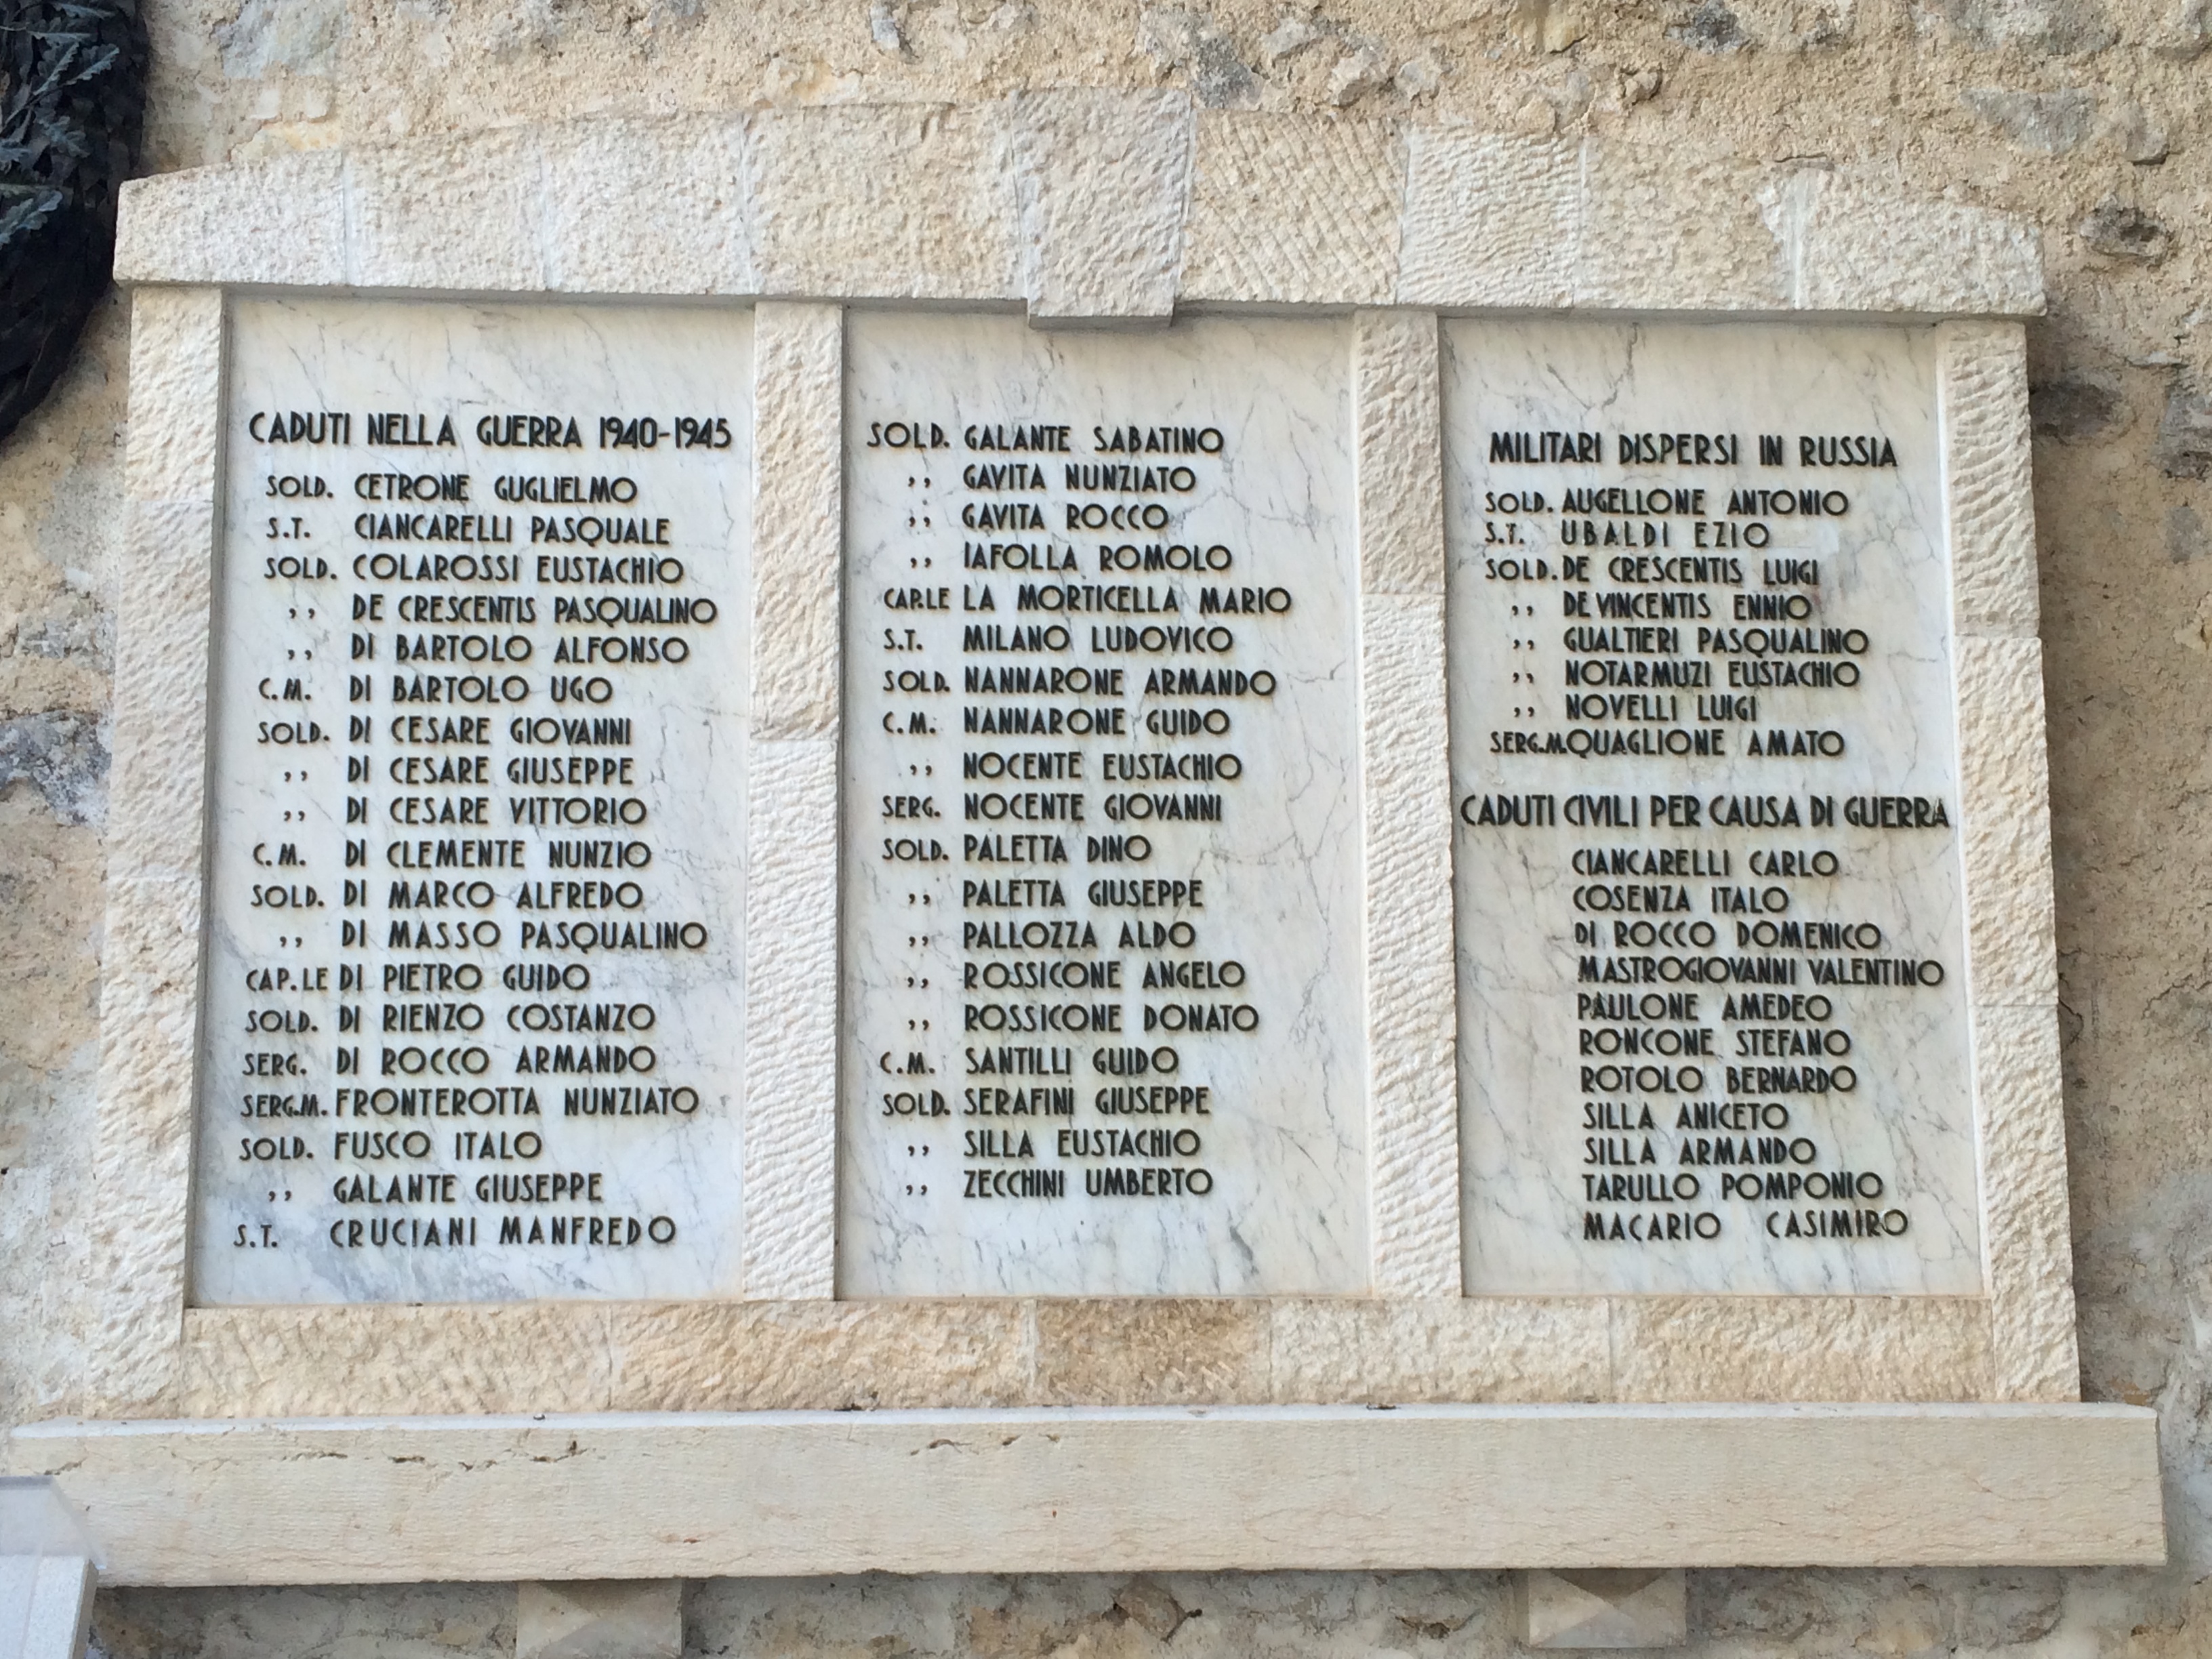 CADUTI NELLA GUERRA 1940-1945
SOLD. CETRONE GUGLIELMO
S.T. CIANCARELLI PASQUALE
SOLD. COLAROSSI EUSTACHIO
,, DE CRESCENTIS PASQUALINO
,, DI BARTOLO ALFONSO
C.M. DI BARTOLO UGO
SOLD. DI CESARE GIOVANNI
,, DI CESARE GIUSEPPE
,, DI CESARE VITTORIO
C.M. DI CLEMENTE NUNZIO
SOLD. DI MARCO ALFREDO
,, DI MASSO PASQUALINO
CAP.LE DI PIETRO GUIDO
SOLD. DI RIENZO COSTANZO
SERG. DI ROCCO ARMANDO
SERG.M. FRONTEROTTA NUNZIATO
SOLD. FUSCO ITALO
,, GALANTE GIUSEPPE
S.T. CRUCIANI MANFREDO
SOLD. GALANTE SABATINO
,, GAVITA NUNZIATO
,, GAVITA ROCCO
,, IAFOLLA ROMOLO
CAP.LE LA MORTICELLA MARIO
S.T. MILANO LUDOVICO
SOLD. NANNARONE ARMANDO
C.M. NANNARONE GUIDO
,, NOCENTE EUSTACHIO
SERG. NOCENTE GIOVANNI
SOLD. PALETTA DINO
,, PALETTA GIUSEPPE
,, PALLOZZA ALDO
,, ROSSICONE ANGELO
,, ROSSICONE DONATO
C.M. SANTILLI GUIDO
SOLD. SERAFINI GIUSEPPE
,, SILLA EUSTACHIO
,, ZECCHINI UMBERTO
MILITARI DISPERSI IN RUSSIA
SOLD. AUGELLONE ANTONIO
S.T. UBALDI EZIO
SOLD. DE CRESCENTIS LUIGI
,, DE VINCENTIS ENNIO
,, GUALTIERI PASQUALINO
,, NOTARMUZI EUSTACHIO
,, NOVELLI LUIGI
SERG.M. QUAGLIONE AMATO
CADUTI CIVILI PER CAUSA DI GUERRA
CIANCARELLI CARLO
COSENZA ITALO
DI ROCCO DOMENICO
MASTROGIOVANNI VALENTINO
PAULONE AMEDEO
RONCONE STEFANO
ROTOLO BERNARDO
SILLA ANICETO
SILLA ARMANDO
TARULLO POMPONIO
MACARIO CASIMIRO